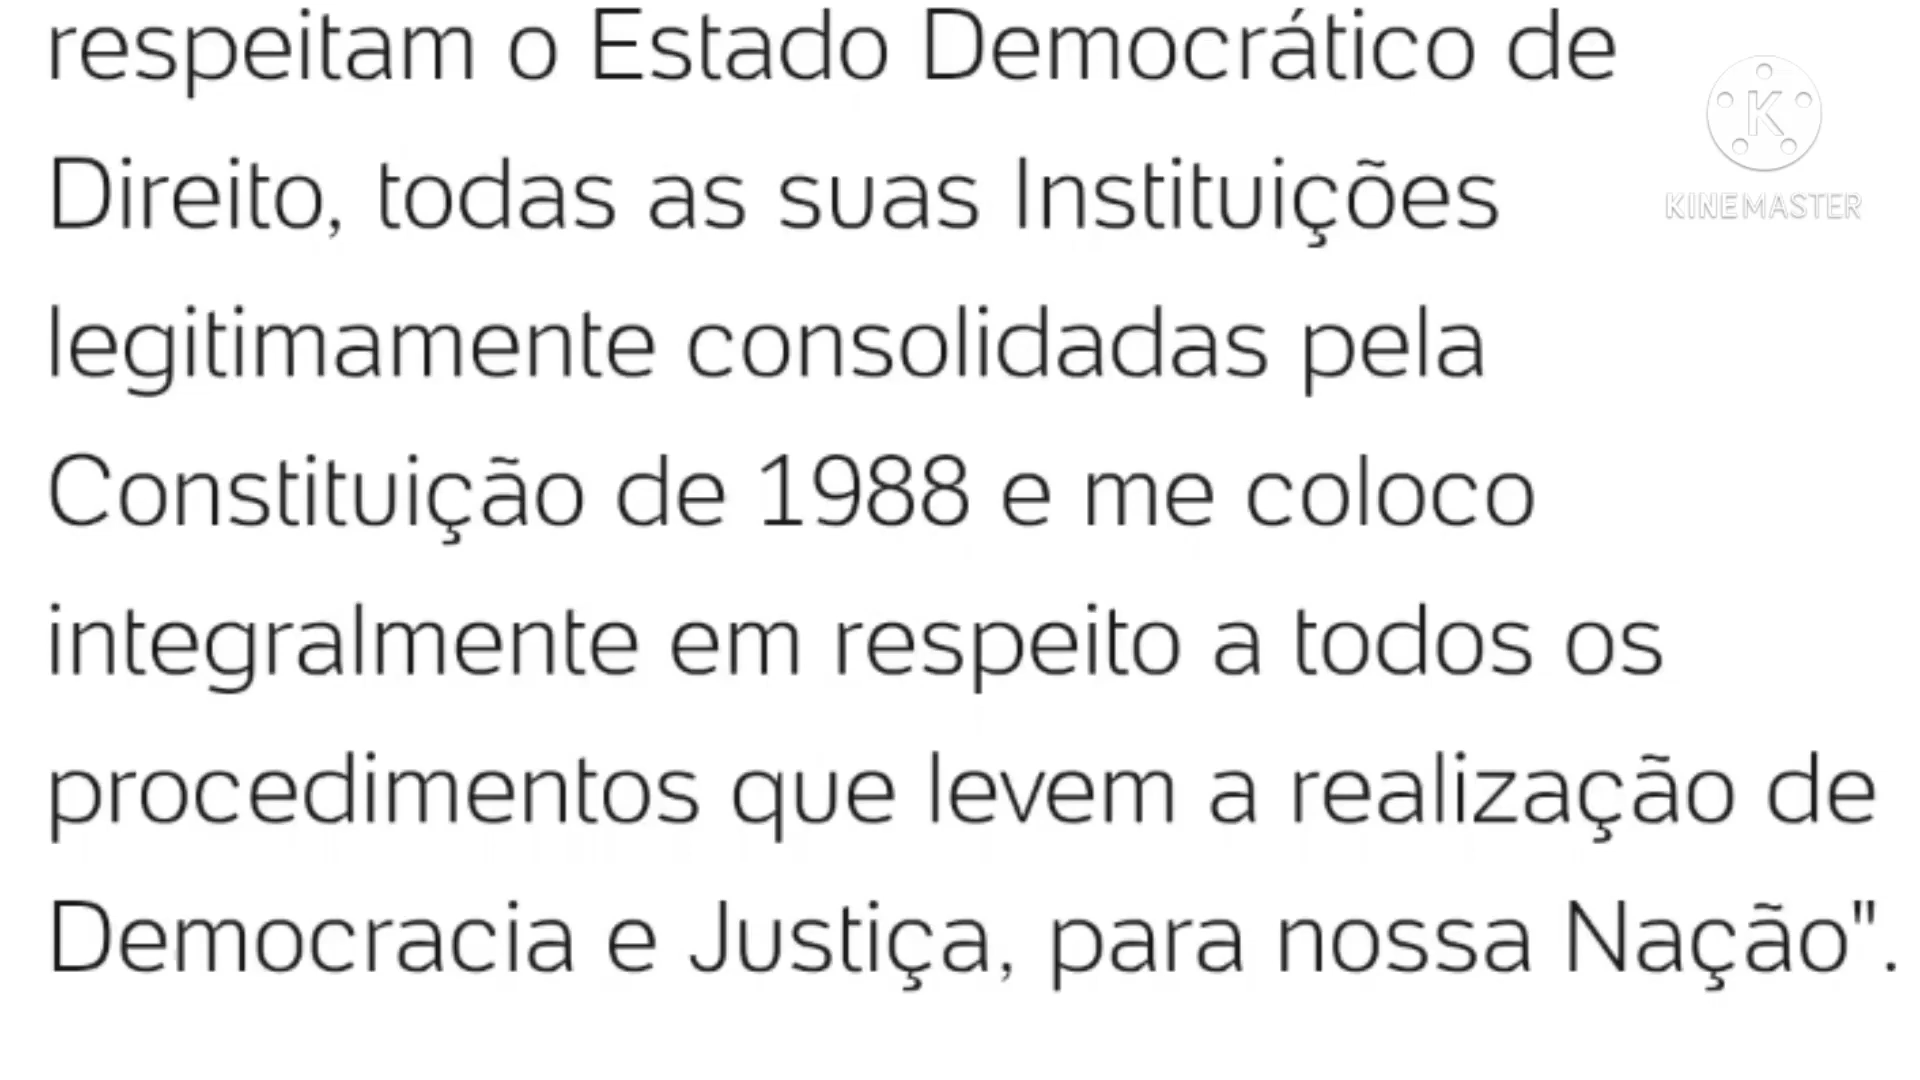 respeitam o Estado Democrático de
Direito, todas as suas Instituições
legitimamente consolidadas pela
Constituição de 1988 e me coloco
integralmente em respeito a todos os
procedimentos que levem a realização de
Democracia e Justiça, para nossa Nação".
K
KINEMASTER